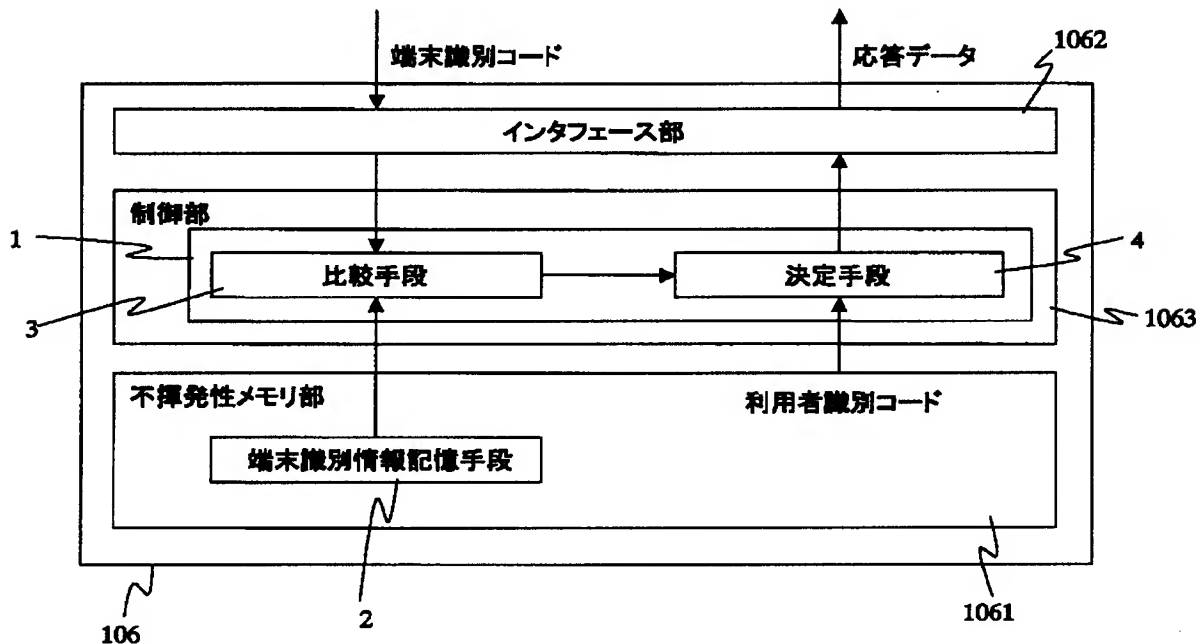 端末識別コード
応答データ
1062
インタフェース部
制御部
1
比較手段
決定手段
4
3
1063
不揮発性メモリ部
利用者識別コード
端末識別情報記憶手段
106
2
1061